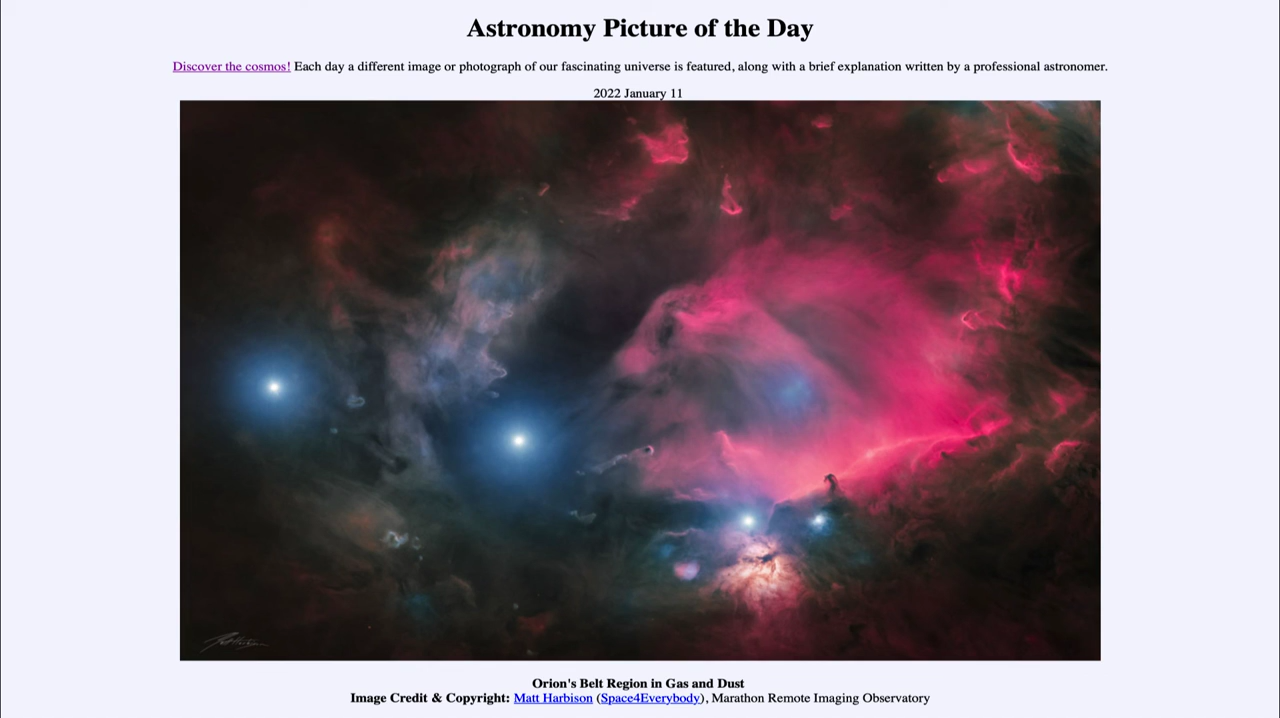 Astronomy Picture of the Day
Discover the cosmos! Each day a different image or photograph of our fascinating universe is featured, along with a brief explanation written by a professional astronomer.
2022 January 11
Orion's Belt Region in Gas and Dust
Image Credit & Copyright: Matt Harbison (Space4Everybody), Marathon Remote Imaging Observatory